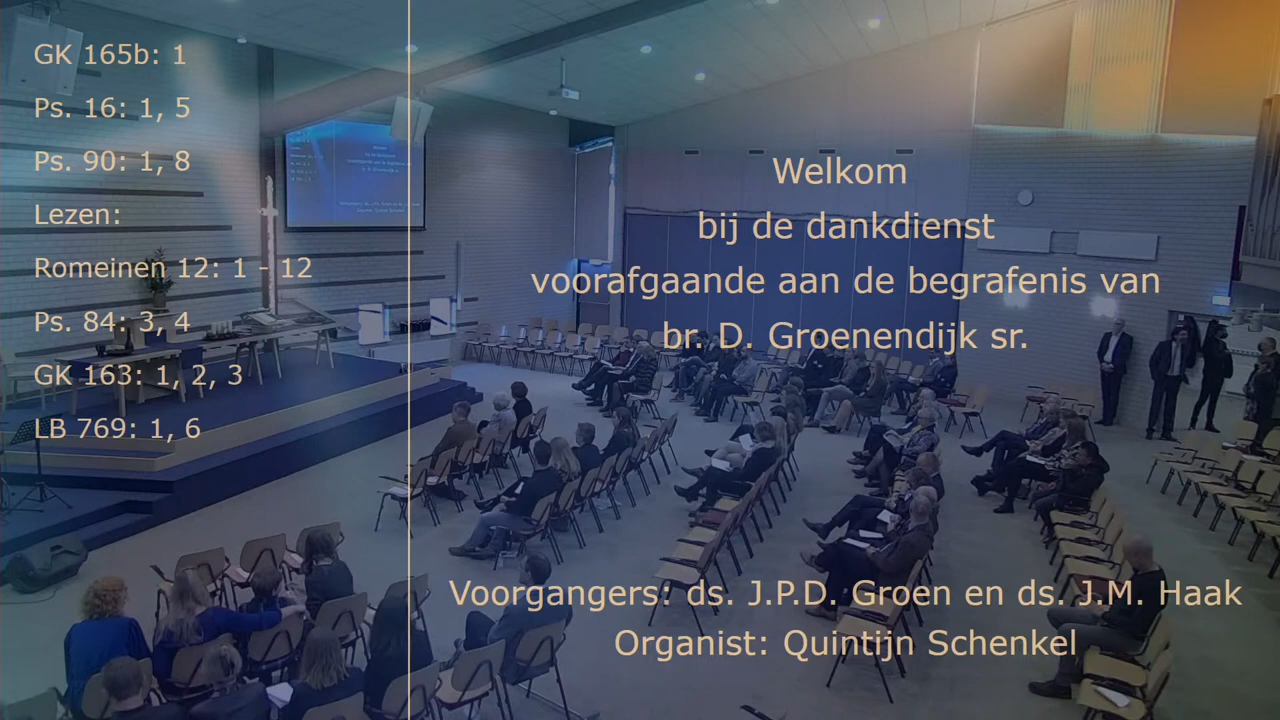 GK 165b: 1
Ps. 16: 1, 5
Ps. 90: 1, 8
Lezen:
Romeinen 12: 1 - 12
Ps. 84: 3, 4
GK 163: 1, 2, 3
LB 769: 1, 6
Welkom
bij de dankdienst
voorafgaande aan de begrafenis van
br. D. Groenendijk sr.
Voorgangers: ds. J.P.D. Groen en ds. J.M. Haak
Organist: Quintijn Schenkel